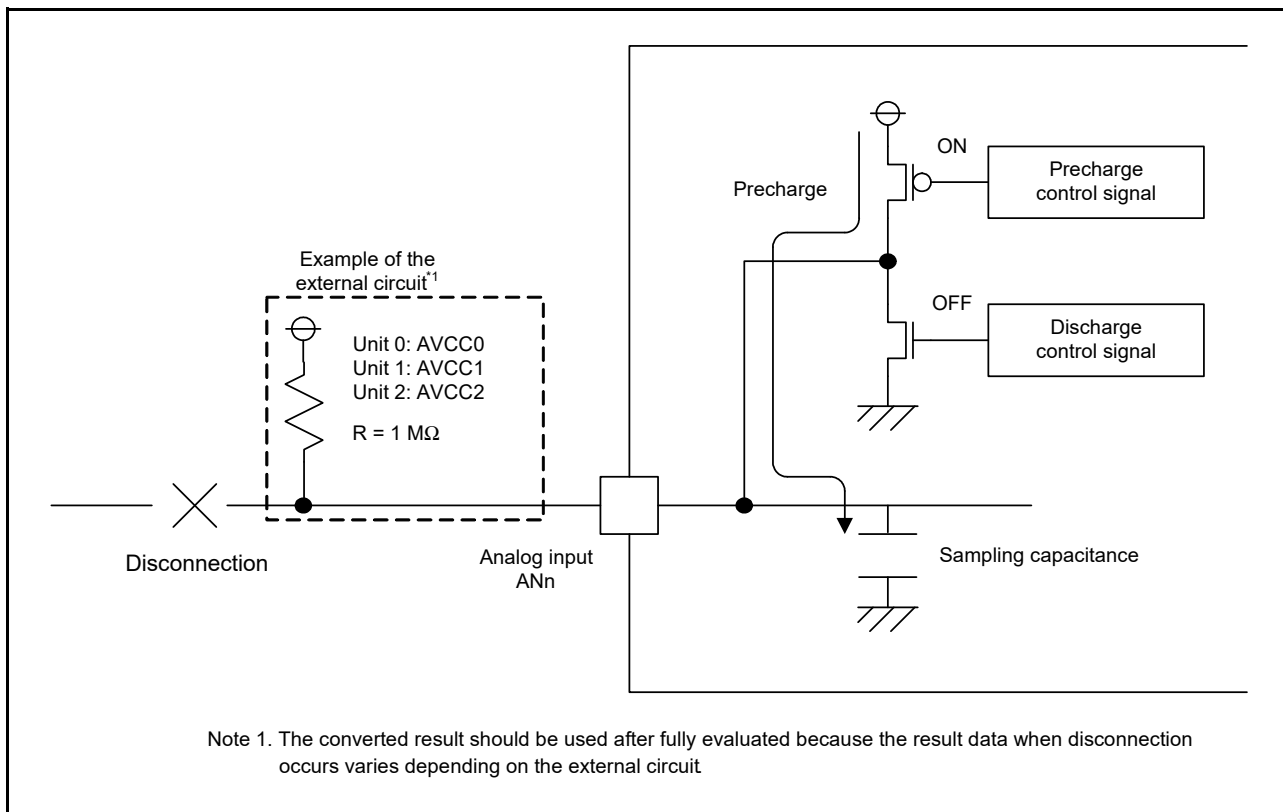 ON
Precharge
control signal
Precharge
Example of the
external circuit*1
Unit 0: AVCC0
Unit 1: AVCC1
Unit 2: AVCC2
R = 1 MΩ
OFF
Discharge
control signal
Disconnection
Analog input
ANn
Sampling capacitance
Note 1. The converted result should be used after fully evaluated because the result data when disconnection
occurs varies depending on the external circuit.